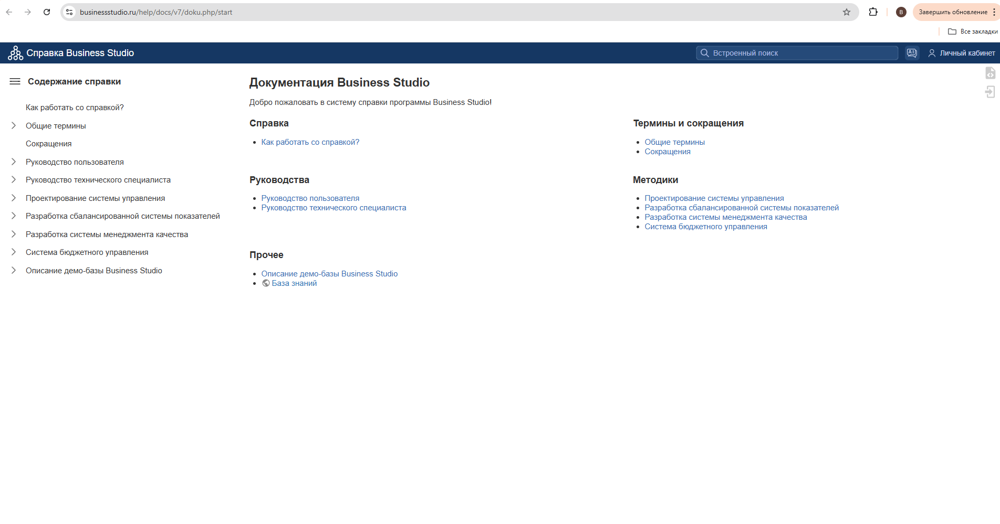 businessstudio.ru/help/docs/v7/doku.php/start
В
Завершить обновление
Все закладки
Справка Business Studio
Встроенный поиск
AI
Личный кабинет
Содержание справки
Как работать со справкой?
Общие термины
Сокращения
Руководство пользователя
Руководство технического специалиста
Проектирование системы управления
Разработка сбалансированной системы показателей
Разработка системы менеджмента качества
Система бюджетного управления
Описание демо-базы Business Studio
Документация Business Studio
Добро пожаловать в систему справки программы Business Studio!
Справка
Как работать со справкой?
Термины и сокращения
Общие термины
Сокращения
Руководства
Руководство пользователя
Руководство технического специалиста
Методики
Проектирование системы управления
Разработка сбалансированной системы показателей
Разработка системы менеджмента качества
Система бюджетного управления
Прочее
Описание демо-базы Business Studio
База знаний